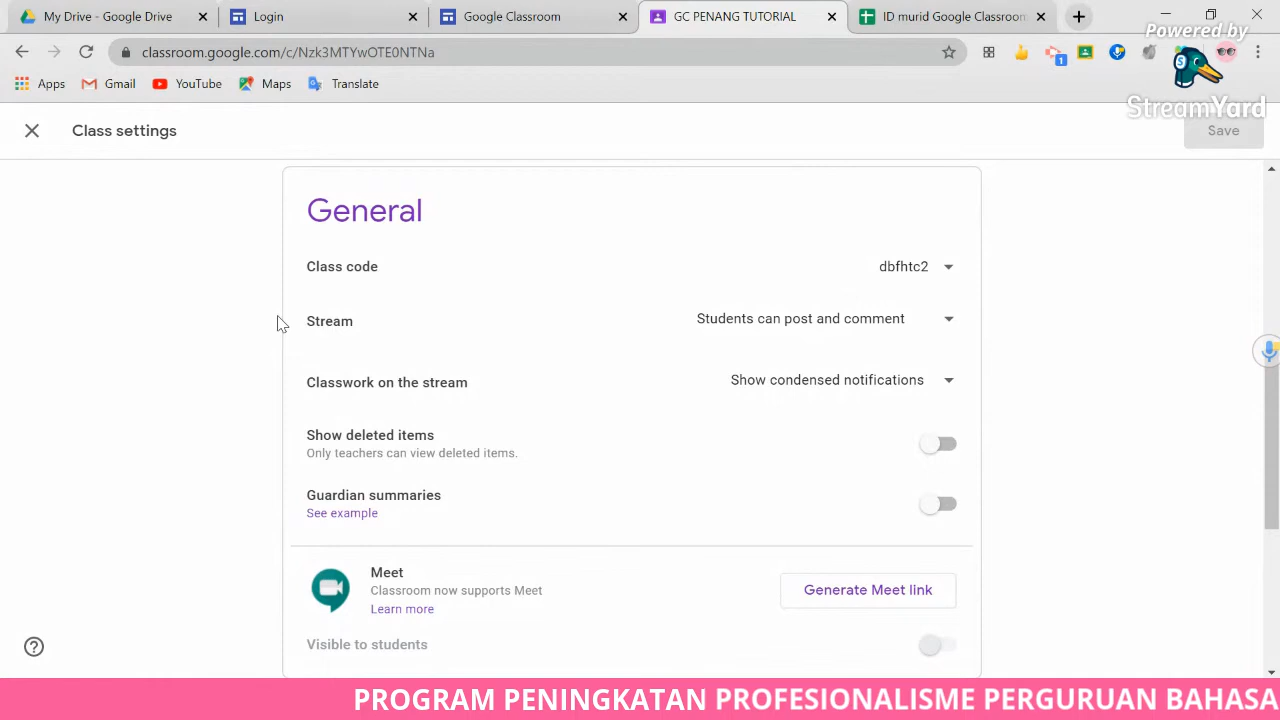 My Drive - Google Drive
Login
Google Classroom
GC PENANG TUTORIAL
ID murid Google Classroom
Powered by
StreamYard
classroom.google.com/c/Nzk3MTYwOTE0NTNa
1
Apps
Gmail
YouTube
Maps
Translate
Class settings
Save
General
Class code
dbfhtc2
Stream
Students can post and comment
Classwork on the stream
Show condensed notifications
Show deleted items
Only teachers can view deleted items.
Guardian summaries
See example
Meet
Classroom now supports Meet
Learn more
Generate Meet link
Visible to students
PROGRAM PENINGKATAN PROFESIONALISME PERGURUAN BAHASA